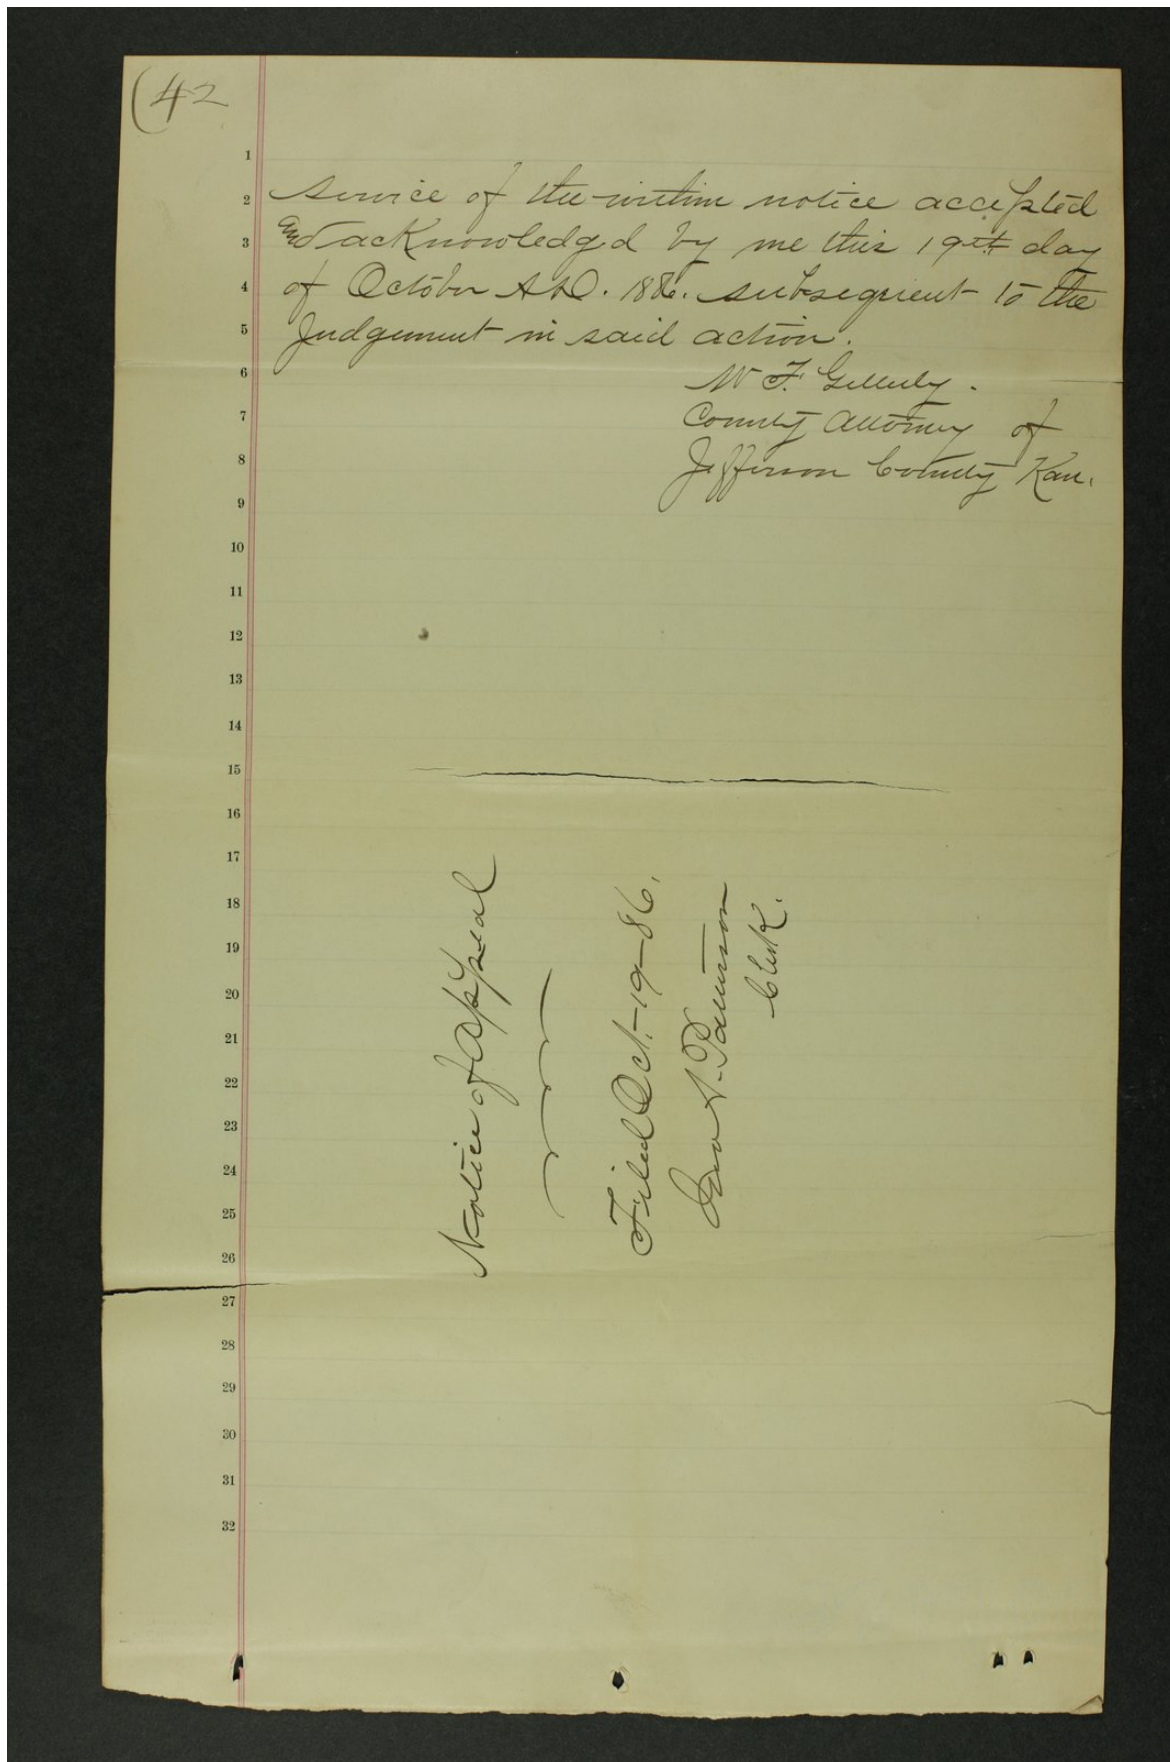 (42
1
2 service of the within notice accepted
3 and acknowledged by me this 19th day
4 of October A.D. 1886. subsequent to the
5 Judgement in said action.
6 W F. Gilluly.
7 County Attorney of
8 Jefferson County Kan.
9
10
11
12
13
14
15
16
17
18
19
20
21
22
23
24
25
26
27
28
29
30
31
32
Notice of Appeal
Filed Oct. 19-86.
Jno A. Patterson
Clerk.